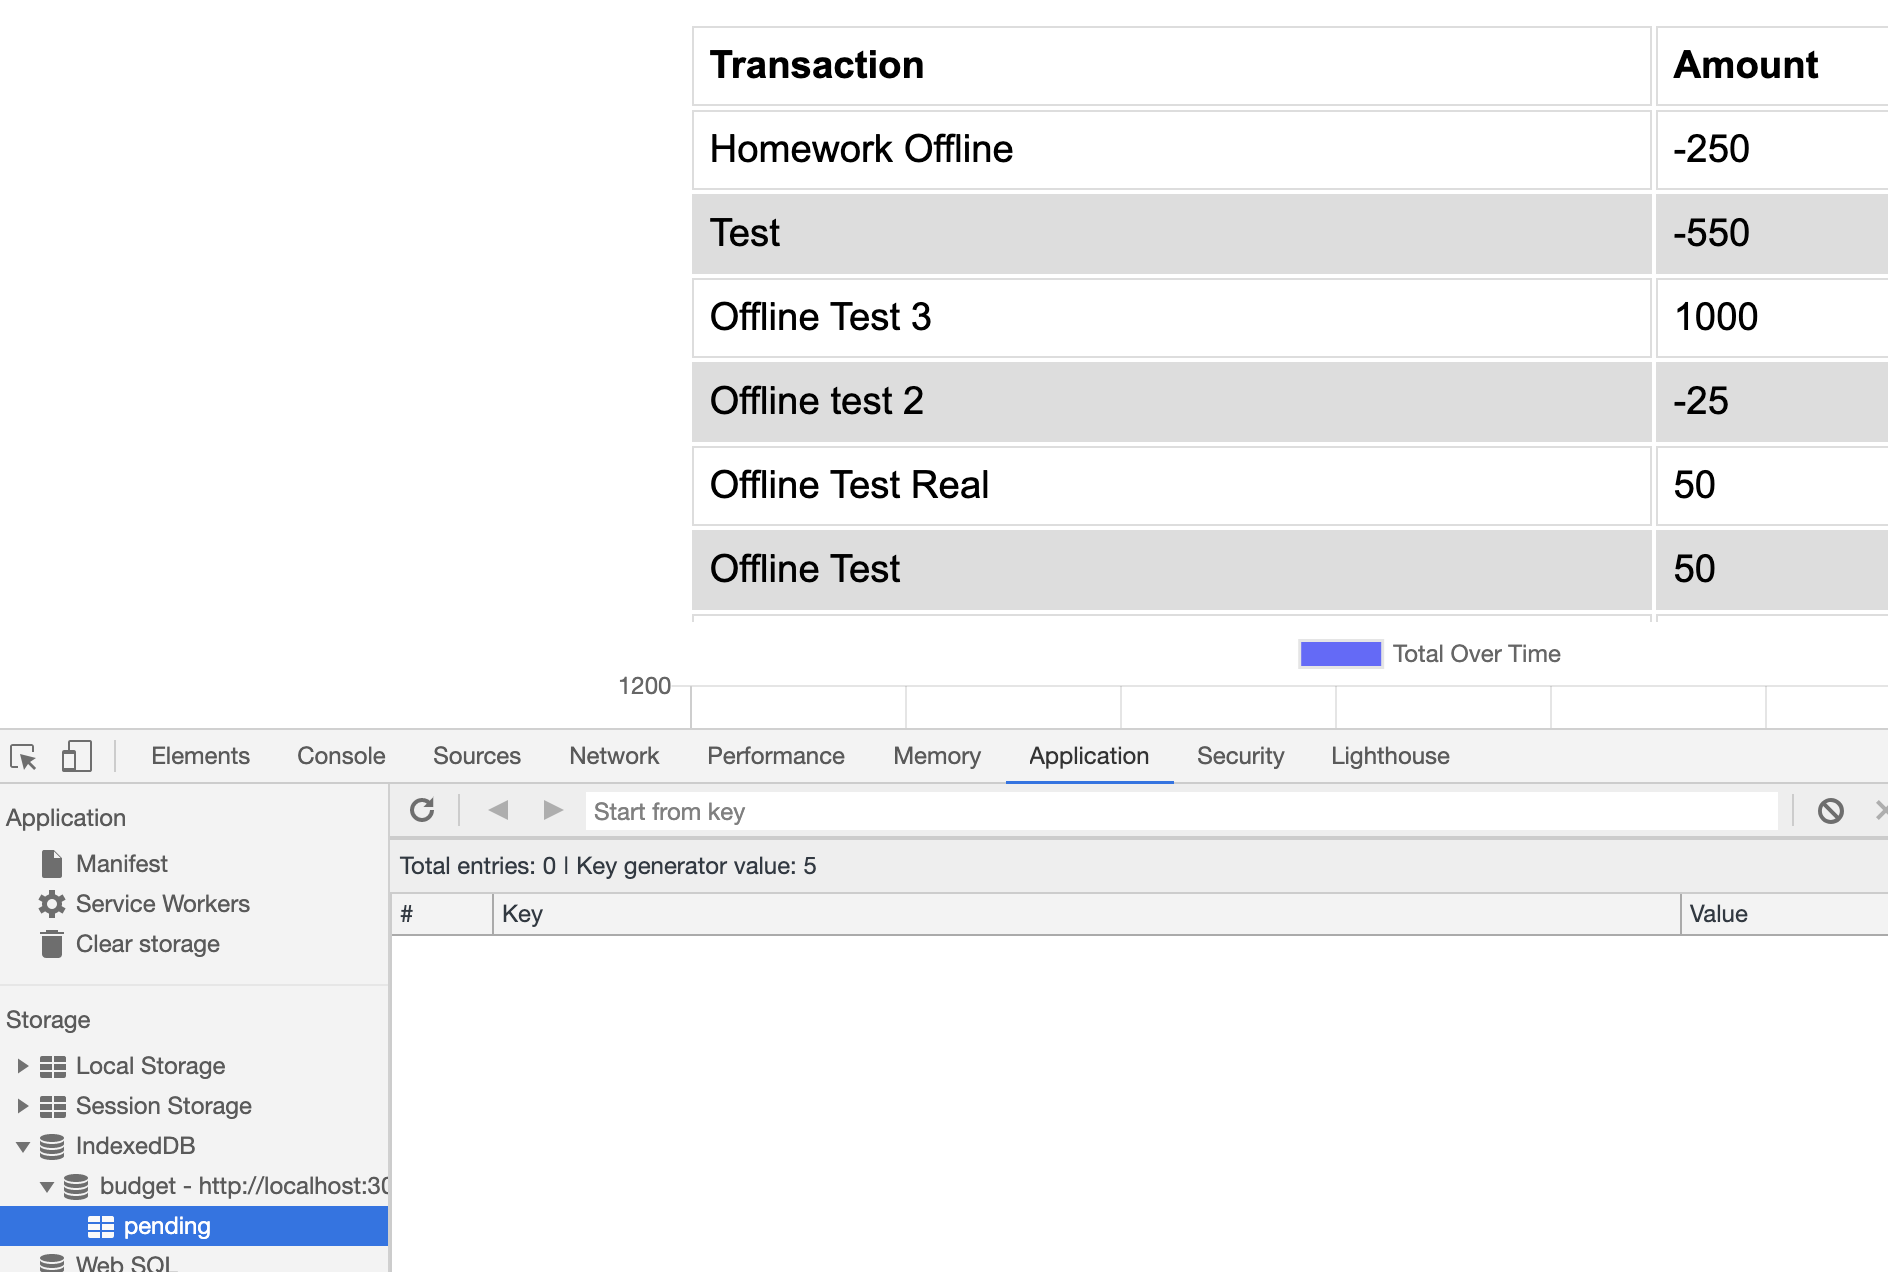 Transaction Amount
Homework Offline -250
Test -550
Offline Test 3 1000
Offline test 2 -25
Offline Test Real 50
Offline Test 50
Total Over Time
1200
Elements Console Sources Network Performance Memory Application Security Lighthouse
Application
Manifest
Service Workers
Clear storage
Storage
Local Storage
Session Storage
IndexedDB
budget - http://localhost:30
pending
Web SQL
Start from key
Total entries: 0 | Key generator value: 5
# Key Value